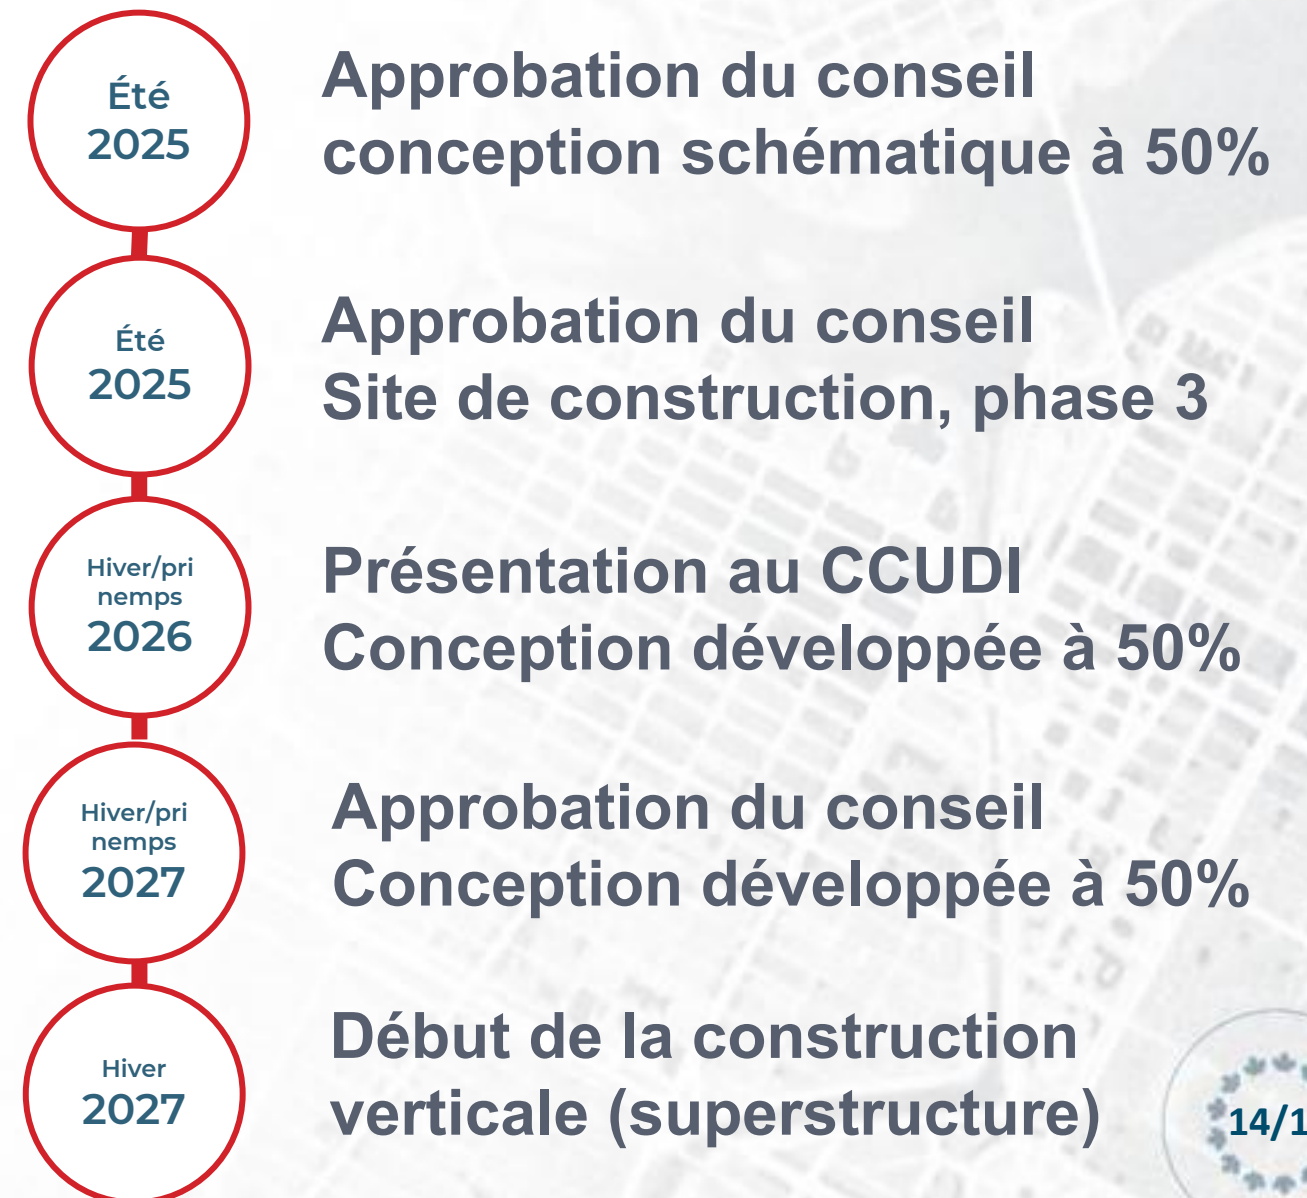 Été
2025
Approbation du conseil
conception schématique à 50%
Été
2025
Approbation du conseil
Site de construction, phase 3
Hiver/pri
nemps
2026
Présentation au CCUDI
Conception développée à 50%
Hiver/pri
nemps
2027
Approbation du conseil
Conception développée à 50%
Hiver
2027
Début de la construction
verticale (superstructure)
14/1